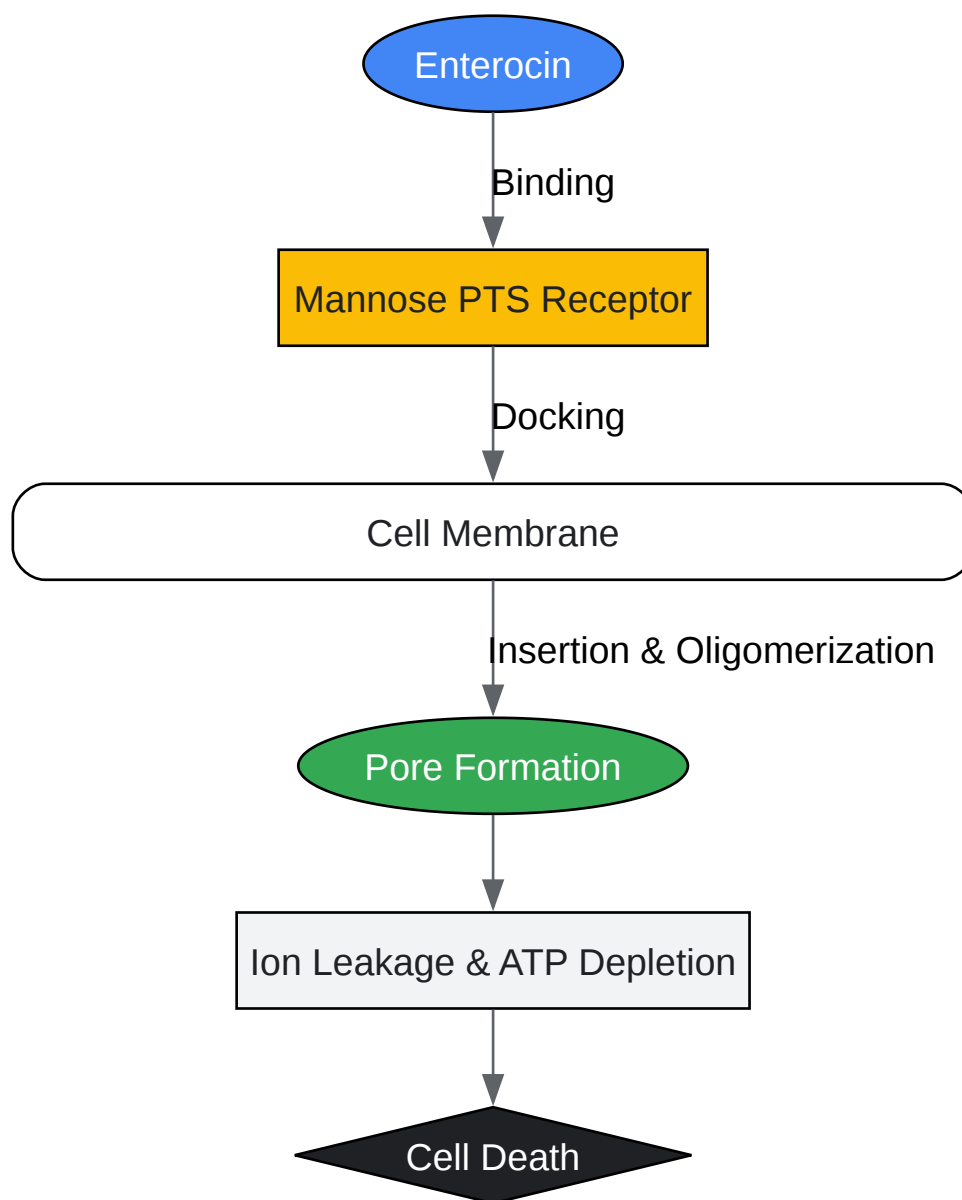 Enterocin
Binding
Mannose PTS Receptor
Docking
Cell Membrane
Insertion & Oligomerization
Pore Formation
Ion Leakage & ATP Depletion
Cell Death